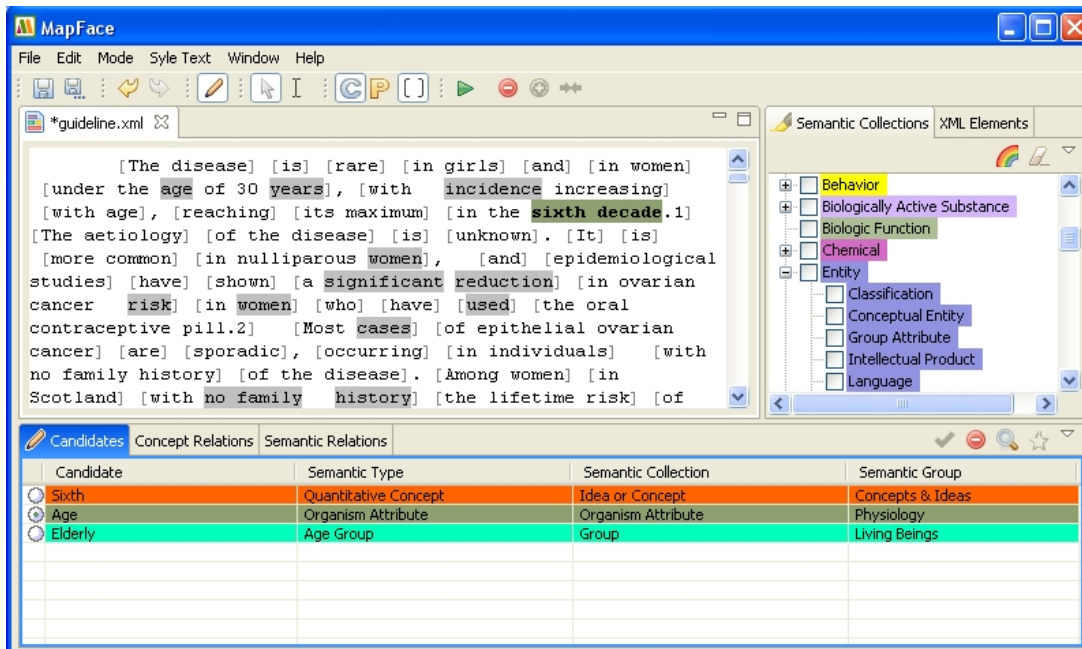 MapFace
File Edit Mode Syle Text Window Help
*guideline.xml
[The disease] [is] [rare] [in girls] [and] [in women]
[under the age of 30 years], [with incidence increasing]
[with age], [reaching] [its maximum] [in the sixth decade.1]
[The aetiology] [of the disease] [is] [unknown]. [It] [is]
[more common] [in nulliparous women], [and] [epidemiological
studies] [have] [shown] [a significant reduction] [in ovarian
cancer risk] [in women] [who] [have] [used] [the oral
contraceptive pill.2] [Most cases] [of epithelial ovarian
cancer] [are] [sporadic], [occurring] [in individuals] [with
no family history] [of the disease]. [Among women] [in
Scotland] [with no family history] [the lifetime risk] [of
Semantic Collections XML Elements
Behavior
Biologically Active Substance
Biologic Function
Chemical
Entity
Classification
Conceptual Entity
Group Attribute
Intellectual Product
Language
Candidates Concept Relations Semantic Relations
Candidate Semantic Type Semantic Collection Semantic Group
Sixth Quantitative Concept Idea or Concept Concepts & Ideas
Age Organism Attribute Organism Attribute Physiology
Elderly Age Group Group Living Beings